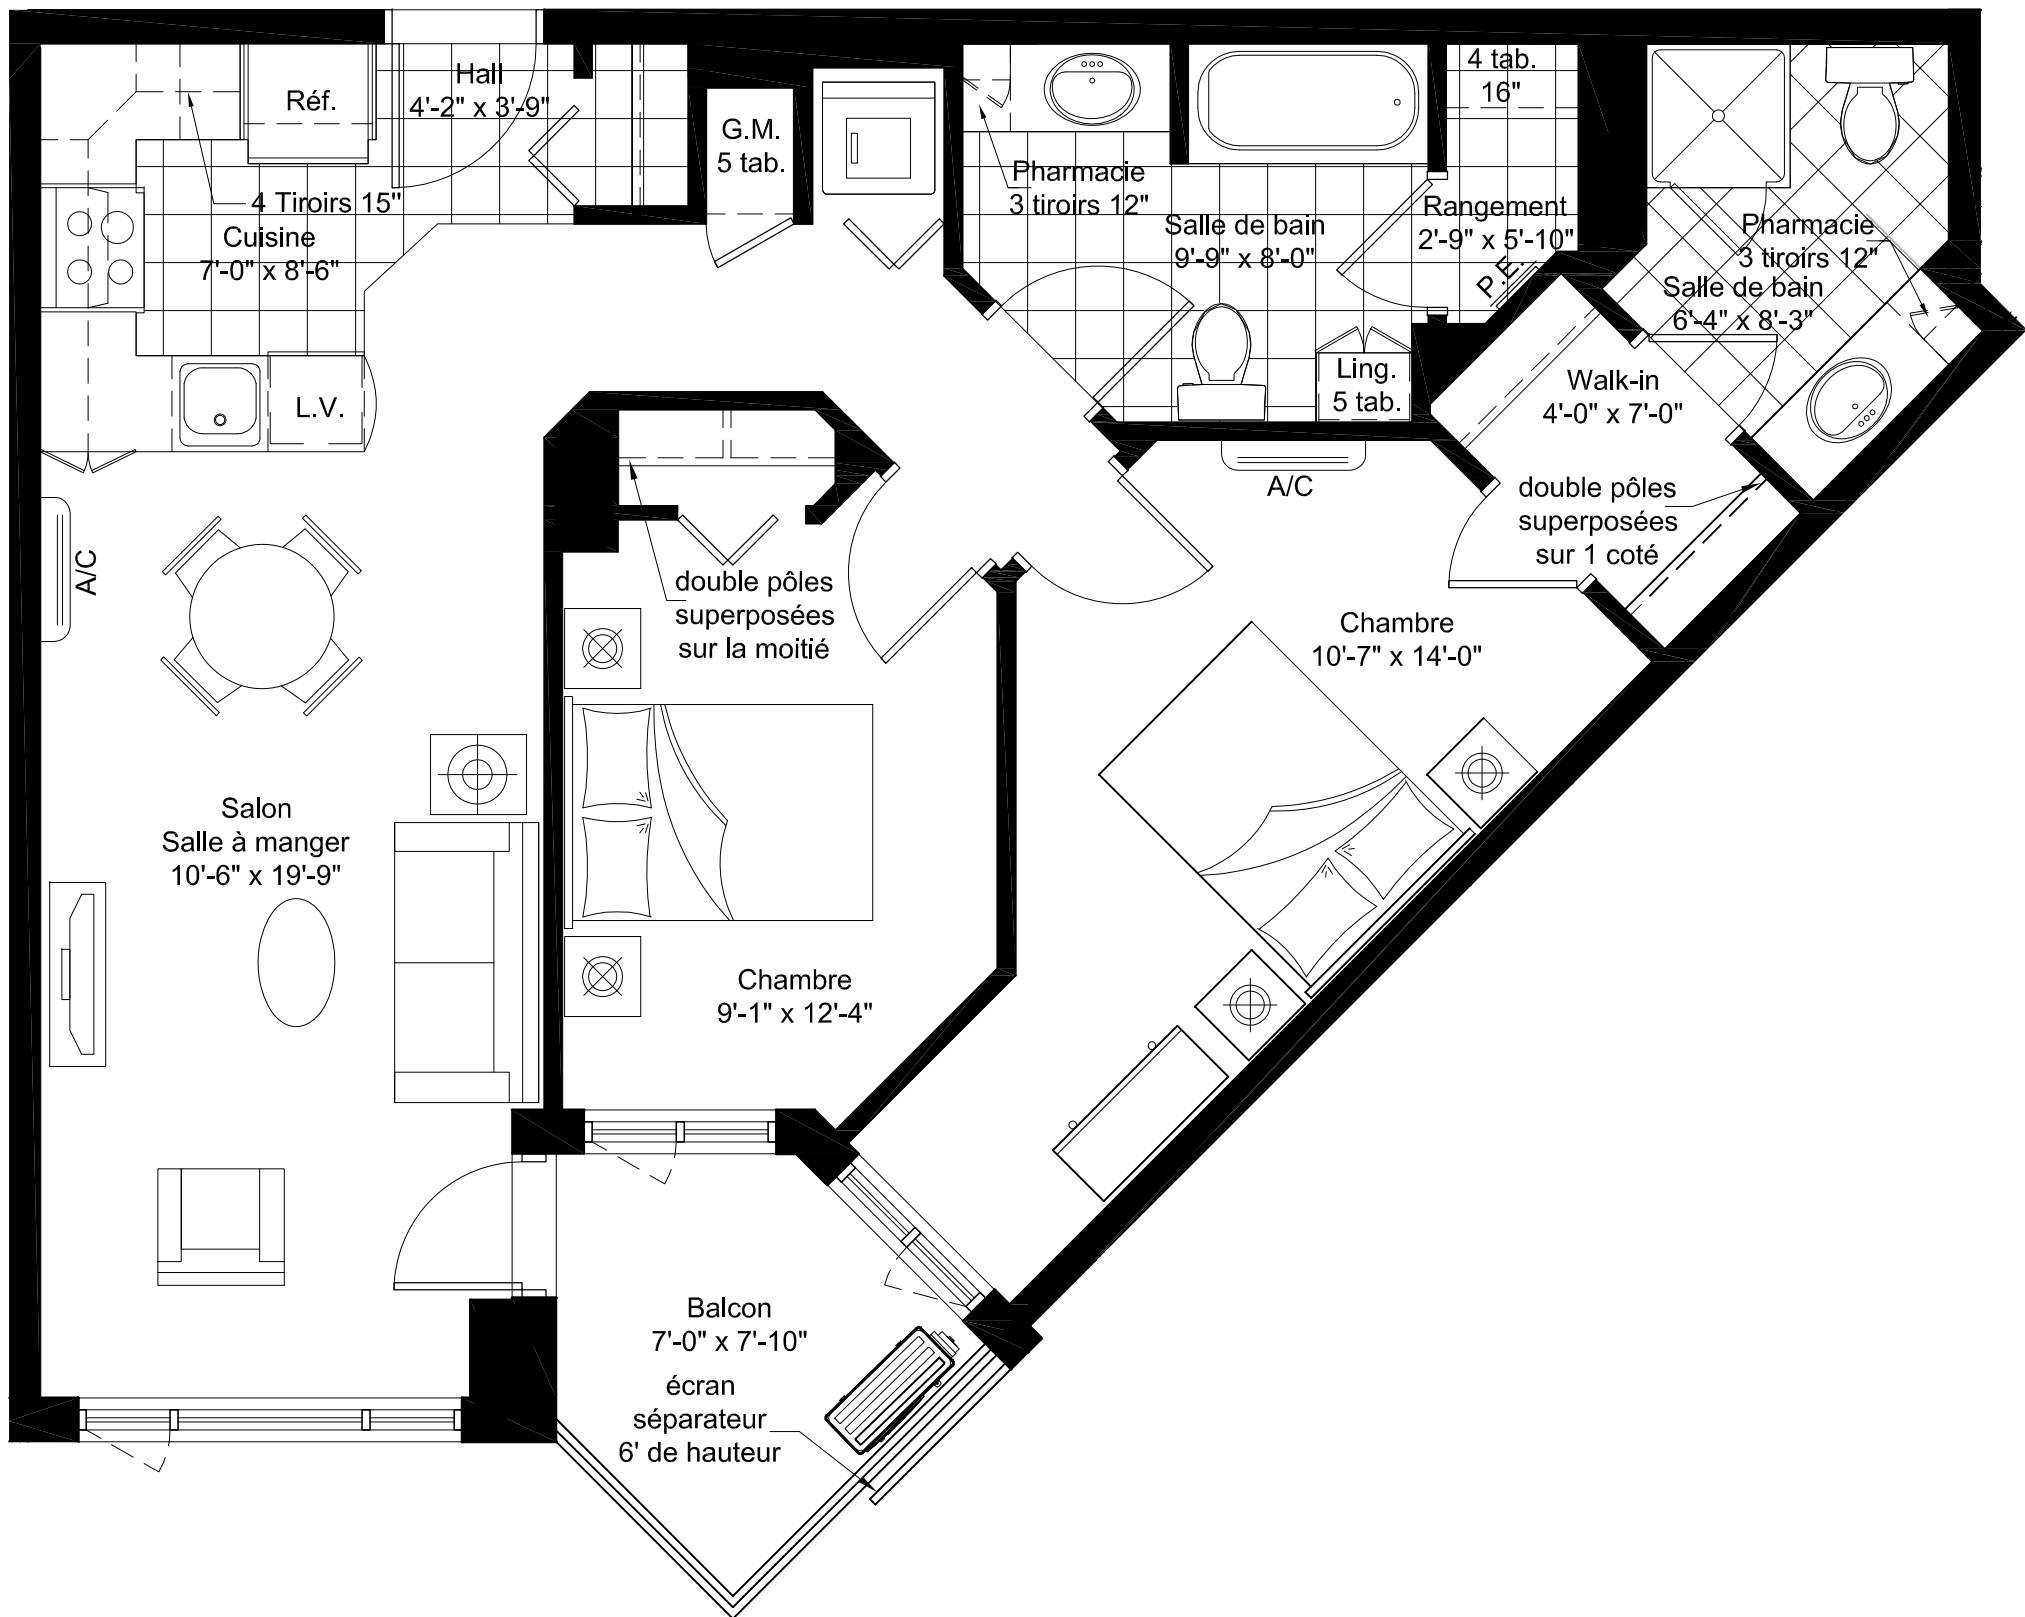 Hall
4'-2" x 3'-9"
Réf.
G.M.
5 tab.
4 Tiroirs 15"
Cuisine
7'-0" x 8'-6"
L.V.
Pharmacie
3 tiroirs 12"
Salle de bain
9'-9" x 8'-0"
4 tab.
16"
Rangement
2'-9" x 5'-10"
P.E.
Pharmacie
3 tiroirs 12"
Salle de bain
6'-4" x 8'-3"
Ling.
5 tab.
Walk-in
4'-0" x 7'-0"
A/C
double pôles
superposées
sur 1 coté
A/C
double pôles
superposées
sur la moitié
Chambre
10'-7" x 14'-0"
Salon
Salle à manger
10'-6" x 19'-9"
Chambre
9'-1" x 12'-4"
Balcon
7'-0" x 7'-10"
écran
séparateur
6' de hauteur